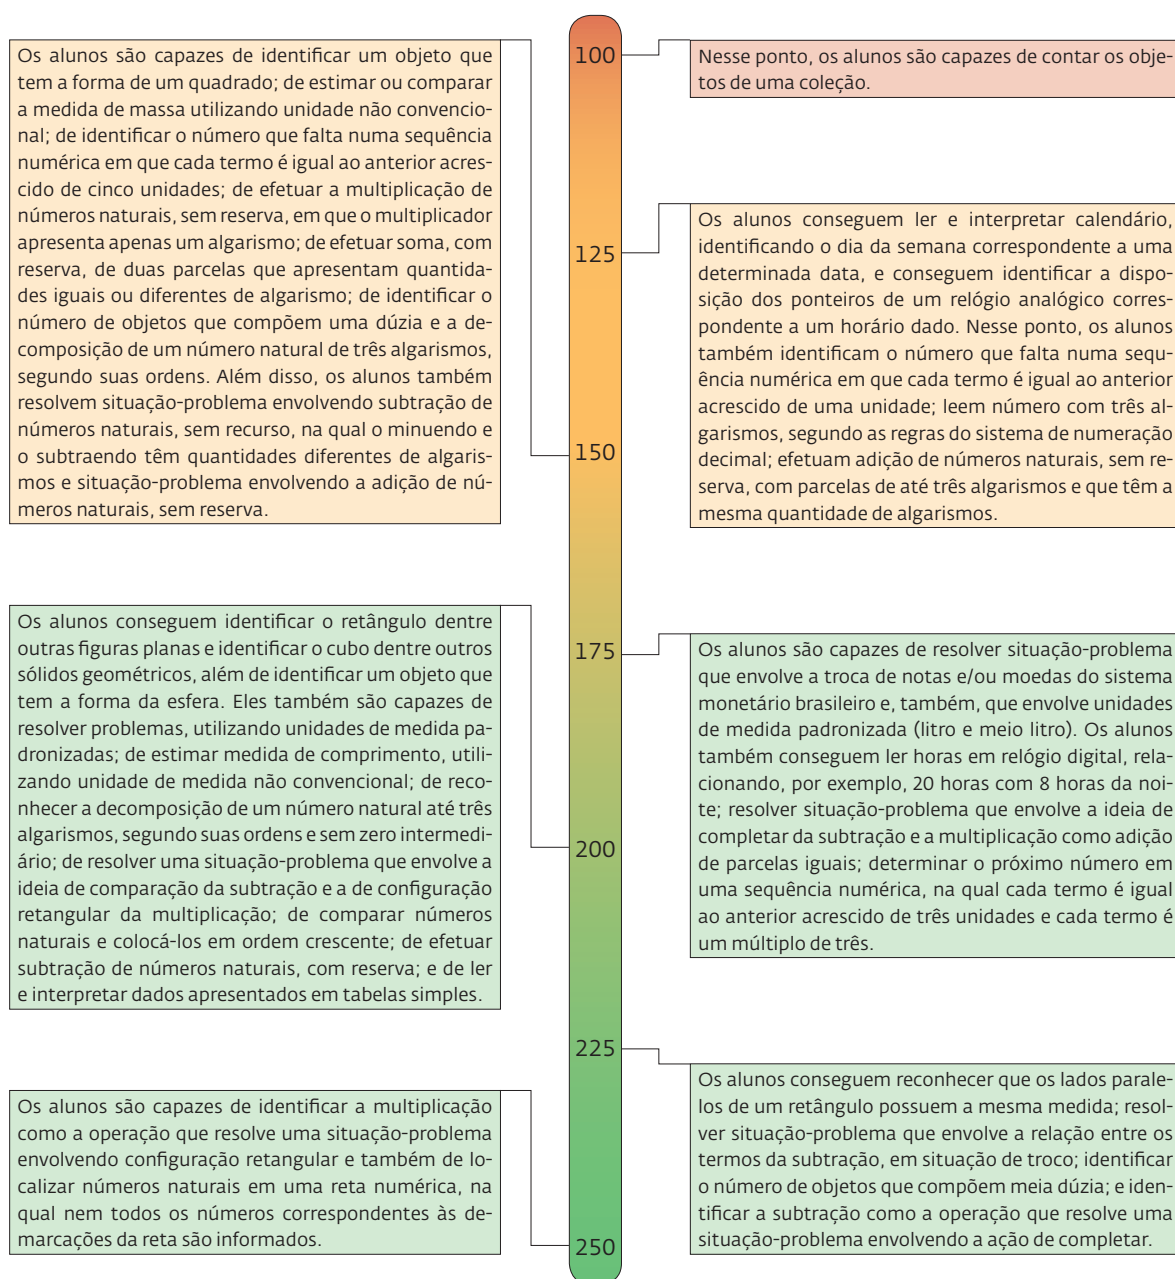 100
Nesse ponto, os alunos são capazes de contar os obje-
tos de uma coleção.
125
Os alunos conseguem ler e interpretar calendário,
identificando o dia da semana correspondente a uma
determinada data, e conseguem identificar a dispo-
sição dos ponteiros de um relógio analógico corres-
pondente a um horário dado. Nesse ponto, os alunos
também identificam o número que falta numa sequ-
ência numérica em que cada termo é igual ao anterior
acrescido de uma unidade; leem número com três al-
garismos, segundo as regras do sistema de numeração
decimal; efetuam adição de números naturais, sem re-
serva, com parcelas de até três algarismos e que têm a
mesma quantidade de algarismos.
150
Os alunos são capazes de identificar um objeto que
tem a forma de um quadrado; de estimar ou comparar
a medida de massa utilizando unidade não convencio-
nal; de identificar o número que falta numa sequência
numérica em que cada termo é igual ao anterior acres-
cido de cinco unidades; de efetuar a multiplicação de
números naturais, sem reserva, em que o multiplicador
apresenta apenas um algarismo; de efetuar soma, com
reserva, de duas parcelas que apresentam quantida-
des iguais ou diferentes de algarismo; de identificar o
número de objetos que compõem uma dúzia e a de-
composição de um número natural de três algarismos,
segundo suas ordens. Além disso, os alunos também
resolvem situação-problema envolvendo subtração de
números naturais, sem recurso, na qual o minuendo e
o subtraendo têm quantidades diferentes de algaris-
mos e situação-problema envolvendo a adição de nú-
meros naturais, sem reserva.
175
Os alunos são capazes de resolver situação-problema
que envolve a troca de notas e/ou moedas do sistema
monetário brasileiro e, também, que envolve unidades
de medida padronizada (litro e meio litro). Os alunos
também conseguem ler horas em relógio digital, rela-
cionando, por exemplo, 20 horas com 8 horas da noi-
te; resolver situação-problema que envolve a ideia de
completar da subtração e a multiplicação como adição
de parcelas iguais; determinar o próximo número em
uma sequência numérica, na qual cada termo é igual
ao anterior acrescido de três unidades e cada termo é
um múltiplo de três.
200
Os alunos conseguem identificar o retângulo dentre
outras figuras planas e identificar o cubo dentre outros
sólidos geométricos, além de identificar um objeto que
tem a forma da esfera. Eles também são capazes de
resolver problemas, utilizando unidades de medida pa-
dronizadas; de estimar medida de comprimento, utili-
zando unidade de medida não convencional; de reco-
nhecer a decomposição de um número natural até três
algarismos, segundo suas ordens e sem zero intermedi-
ário; de resolver uma situação-problema que envolve a
ideia de comparação da subtração e a de configuração
retangular da multiplicação; de comparar números
naturais e colocá-los em ordem crescente; de efetuar
subtração de números naturais, com reserva; e de ler
e interpretar dados apresentados em tabelas simples.
225
Os alunos conseguem reconhecer que os lados parale-
los de um retângulo possuem a mesma medida; resol-
ver situação-problema que envolve a relação entre os
termos da subtração, em situação de troco; identificar
o número de objetos que compõem meia dúzia; e iden-
tificar a subtração como a operação que resolve uma
situação-problema envolvendo a ação de completar.
250
Os alunos são capazes de identificar a multiplicação
como a operação que resolve uma situação-problema
envolvendo configuração retangular e também de lo-
calizar números naturais em uma reta numérica, na
qual nem todos os números correspondentes às de-
marcações da reta são informados.